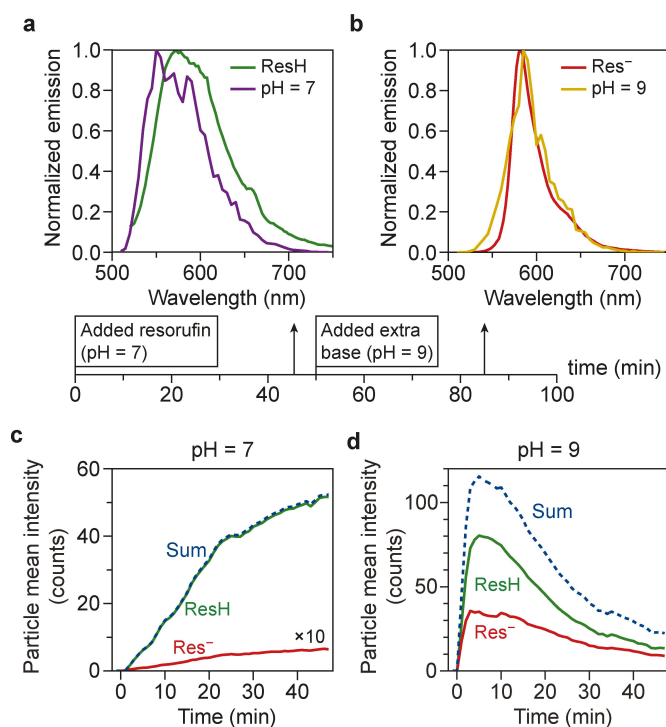 a
b
Normalized emission
1.0
0.8
0.6
0.4
0.2
0.0
500
600
700
Wavelength (nm)
ResH
pH = 7
Normalized emission
1.0
0.8
0.6
0.4
0.2
0.0
500
600
700
Wavelength (nm)
Res⁻
pH = 9
Added resorufin
(pH = 7)
Added extra
base (pH = 9)
time (min)
0
20
40
60
80
100
c
pH = 7
Particle mean intensity
(counts)
60
40
20
0
Sum
ResH
Res⁻
×10
0
10
20
30
40
Time (min)
d
pH = 9
Particle mean intensity
(counts)
100
50
0
Sum
ResH
Res⁻
0
10
20
30
40
Time (min)